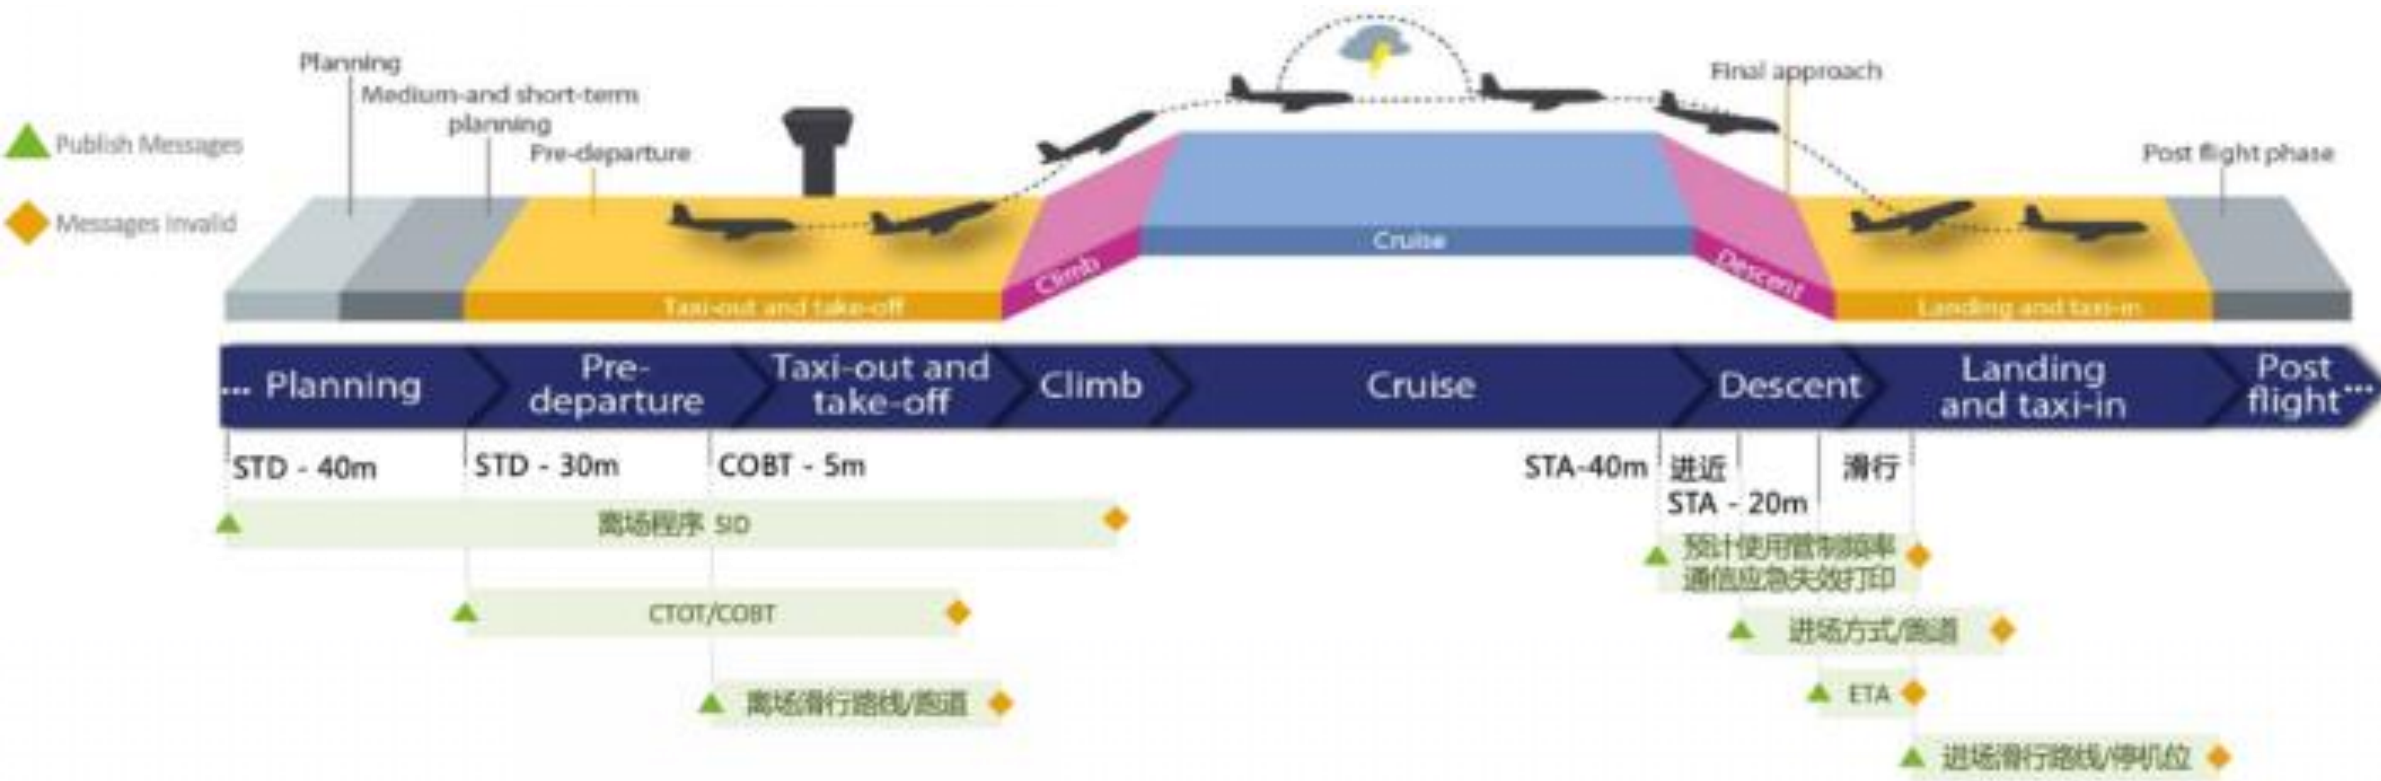 Planning
Medium-and short-term
planning
Pre-departure
Final approach
Post flight phase
Publish Messages
Messages Invalid
Cruise
Climb
Descent
Taxi-out and take-off
Landing and taxi-in
... Planning
Pre-
departure
Taxi-out and
take-off
Climb
Cruise
Descent
Landing
and taxi-in
Post
flight...
STD - 40m
STD - 30m
COBT - 5m
STA-40m
进近
滑行
STA - 20m
离场程序 SID
预计使用管制频率
通信应急失效打印
CTOT/COBT
进场方式/跑道
离场滑行路线/跑道
ETA
进场滑行路线/停机位